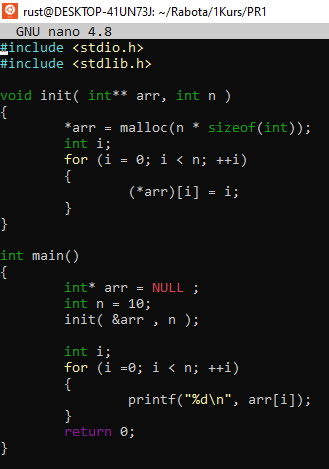 rust@DESKTOP-41UN73J: ~/Rabota/1Kurs/PR1
GNU nano 4.8
#include <stdio.h>
#include <stdlib.h>
void init( int** arr, int n )
{
        *arr = malloc(n * sizeof(int));
        int i;
        for (i = 0; i < n; ++i)
        {
                (*arr)[i] = i;
        }
}
int main()
{
        int* arr = NULL ;
        int n = 10;
        init( &arr , n );
        int i;
        for (i =0; i < n; ++i)
        {
                printf("%d\n", arr[i]);
        }
        return 0;
}